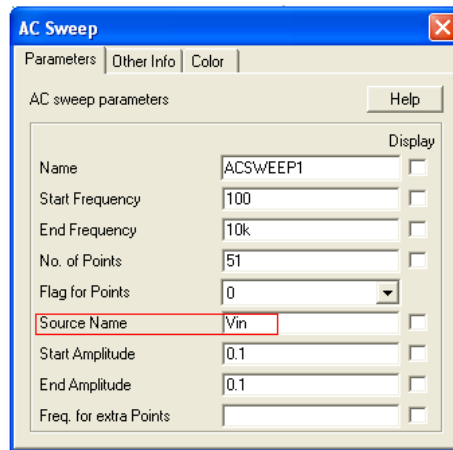 AC Sweep
Parameters Other Info Color
AC sweep parameters Help
Display
Name ACSWEEP1
Start Frequency 100
End Frequency 10k
No. of Points 51
Flag for Points 0
Source Name Vin
Start Amplitude 0.1
End Amplitude 0.1
Freq. for extra Points